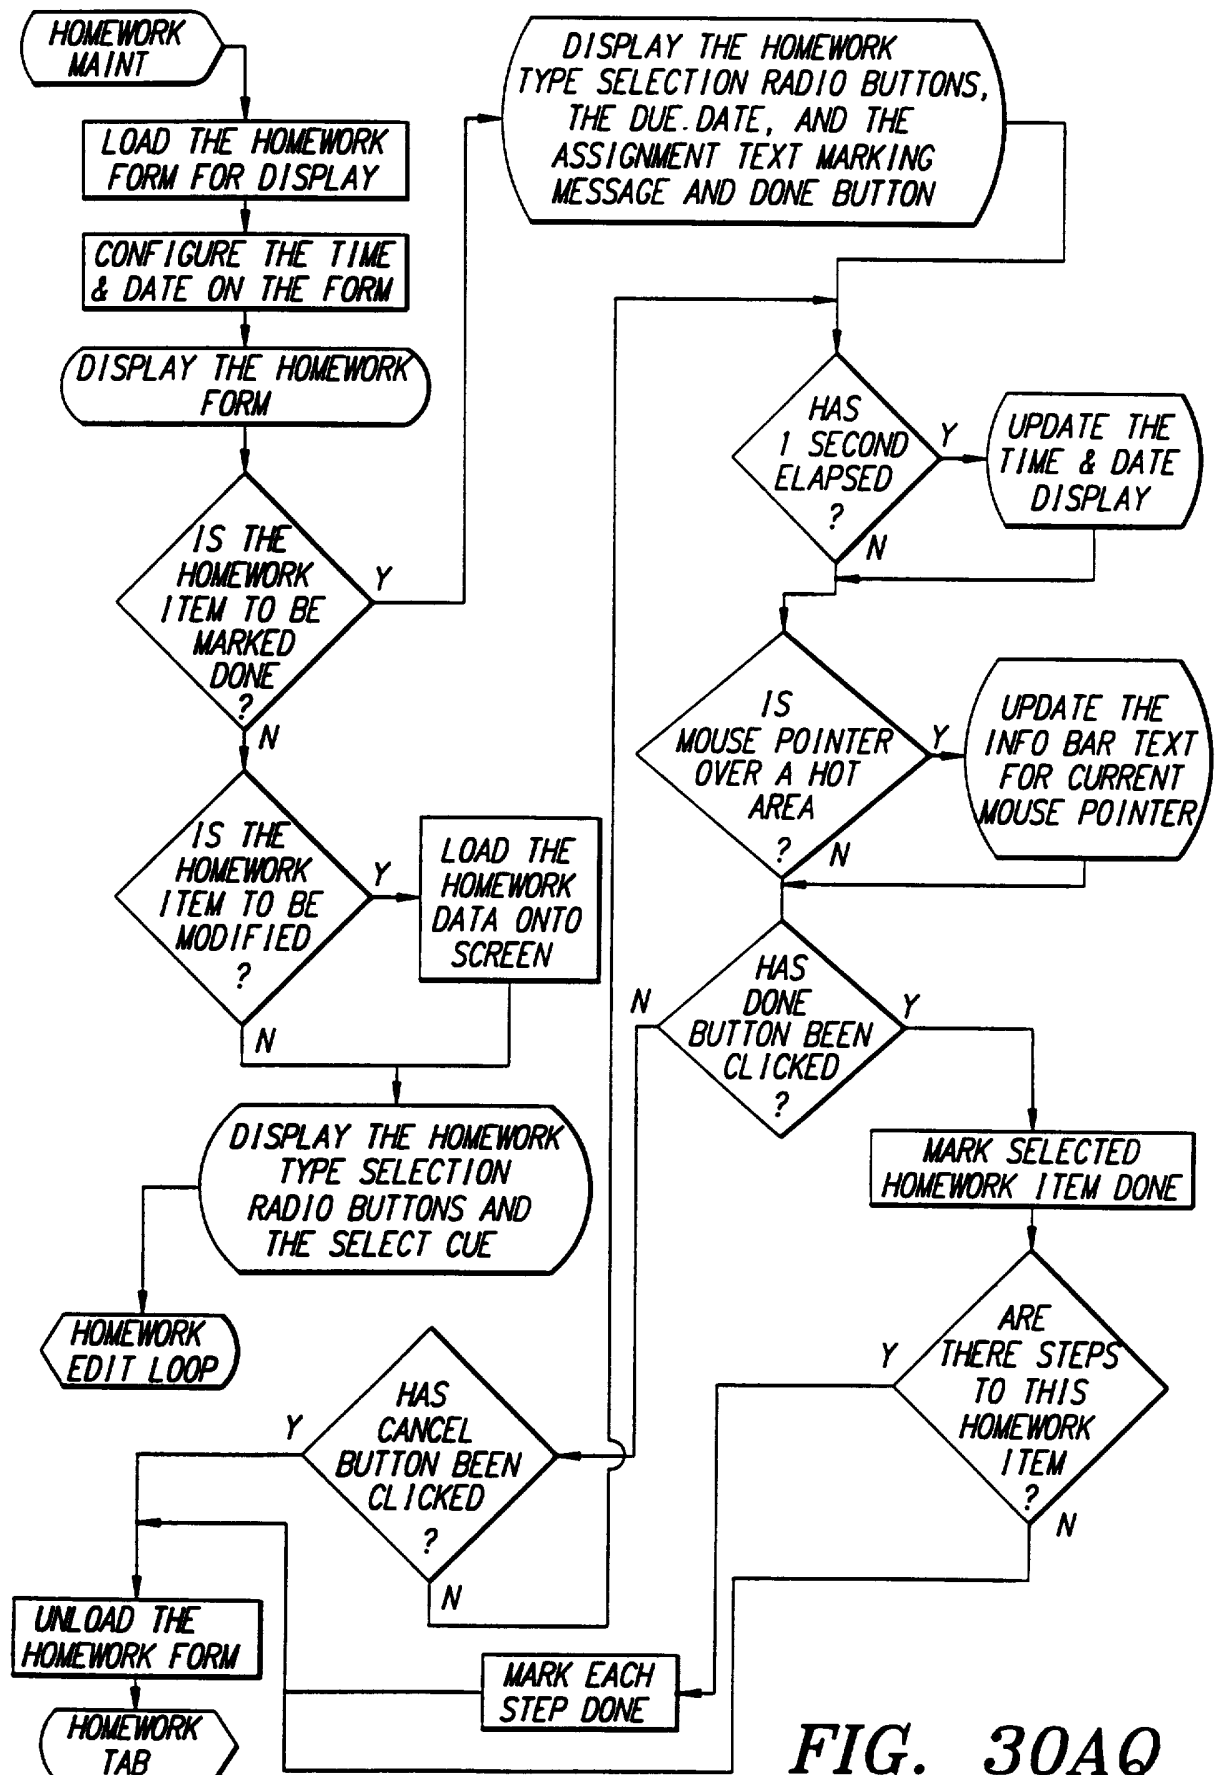 HOMEWORK
MAINT
LOAD THE HOMEWORK
FORM FOR DISPLAY
CONFIGURE THE TIME
& DATE ON THE FORM
DISPLAY THE HOMEWORK
FORM
IS THE
HOMEWORK
ITEM TO BE
MARKED
DONE
?
Y
N
IS THE
HOMEWORK
ITEM TO BE
MODIFIED
?
Y
N
LOAD THE
HOMEWORK
DATA ONTO
SCREEN
DISPLAY THE HOMEWORK
TYPE SELECTION
RADIO BUTTONS AND
THE SELECT CUE
HOMEWORK
EDIT LOOP
DISPLAY THE HOMEWORK
TYPE SELECTION RADIO BUTTONS,
THE DUE.DATE, AND THE
ASSIGNMENT TEXT MARKING
MESSAGE AND DONE BUTTON
HAS
1 SECOND
ELAPSED
?
Y
N
UPDATE THE
TIME & DATE
DISPLAY
IS
MOUSE POINTER
OVER A HOT
AREA
?
Y
N
UPDATE THE
INFO BAR TEXT
FOR CURRENT
MOUSE POINTER
HAS
DONE
BUTTON BEEN
CLICKED
?
N
Y
MARK SELECTED
HOMEWORK ITEM DONE
ARE
THERE STEPS
TO THIS
HOMEWORK
ITEM
?
Y
N
HAS
CANCEL
BUTTON BEEN
CLICKED
?
Y
N
MARK EACH
STEP DONE
UNLOAD THE
HOMEWORK FORM
HOMEWORK
TAB
FIG. 30AQ